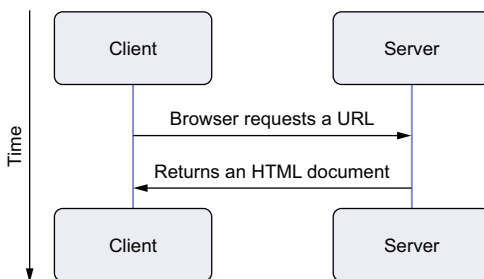 Client
Server
Browser requests a URL
Time
Returns an HTML document
Client
Server